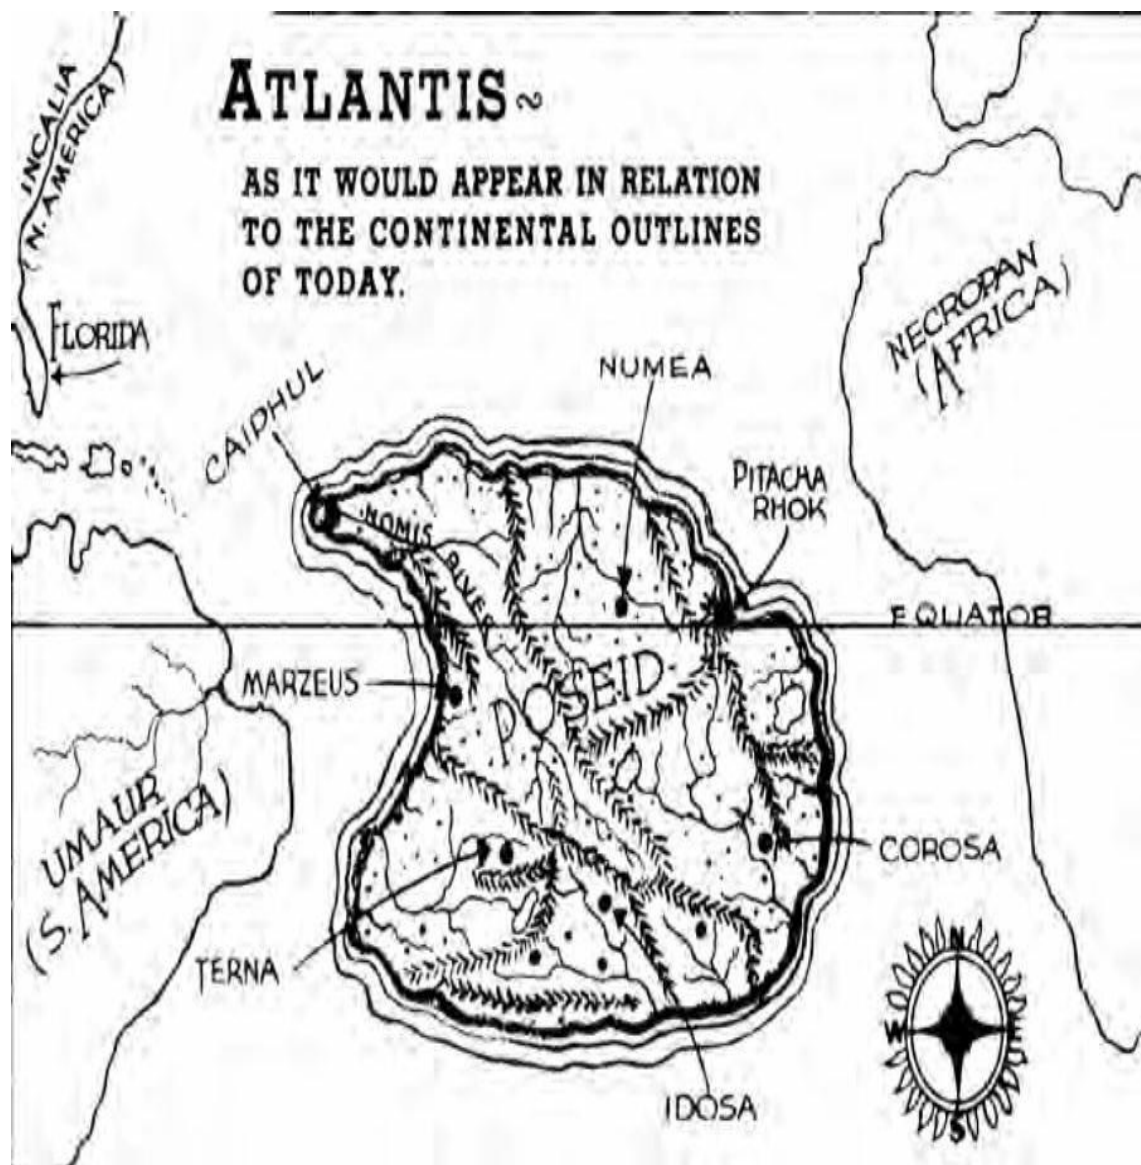 ATLANTIS~
AS IT WOULD APPEAR IN RELATION
TO THE CONTINENTAL OUTLINES
OF TODAY.
INCALIA
(N. AMERICA)
FLORIDA
CAIDHUL
NUMEA
PITACHA
RHOK
NECROPAN
(AFRICA)
NOMIS RIVER
EQUATOR
MARZEUS
POSEID
UMAUR
(S. AMERICA)
COROSA
TERNA
IDOSA
N
W
S